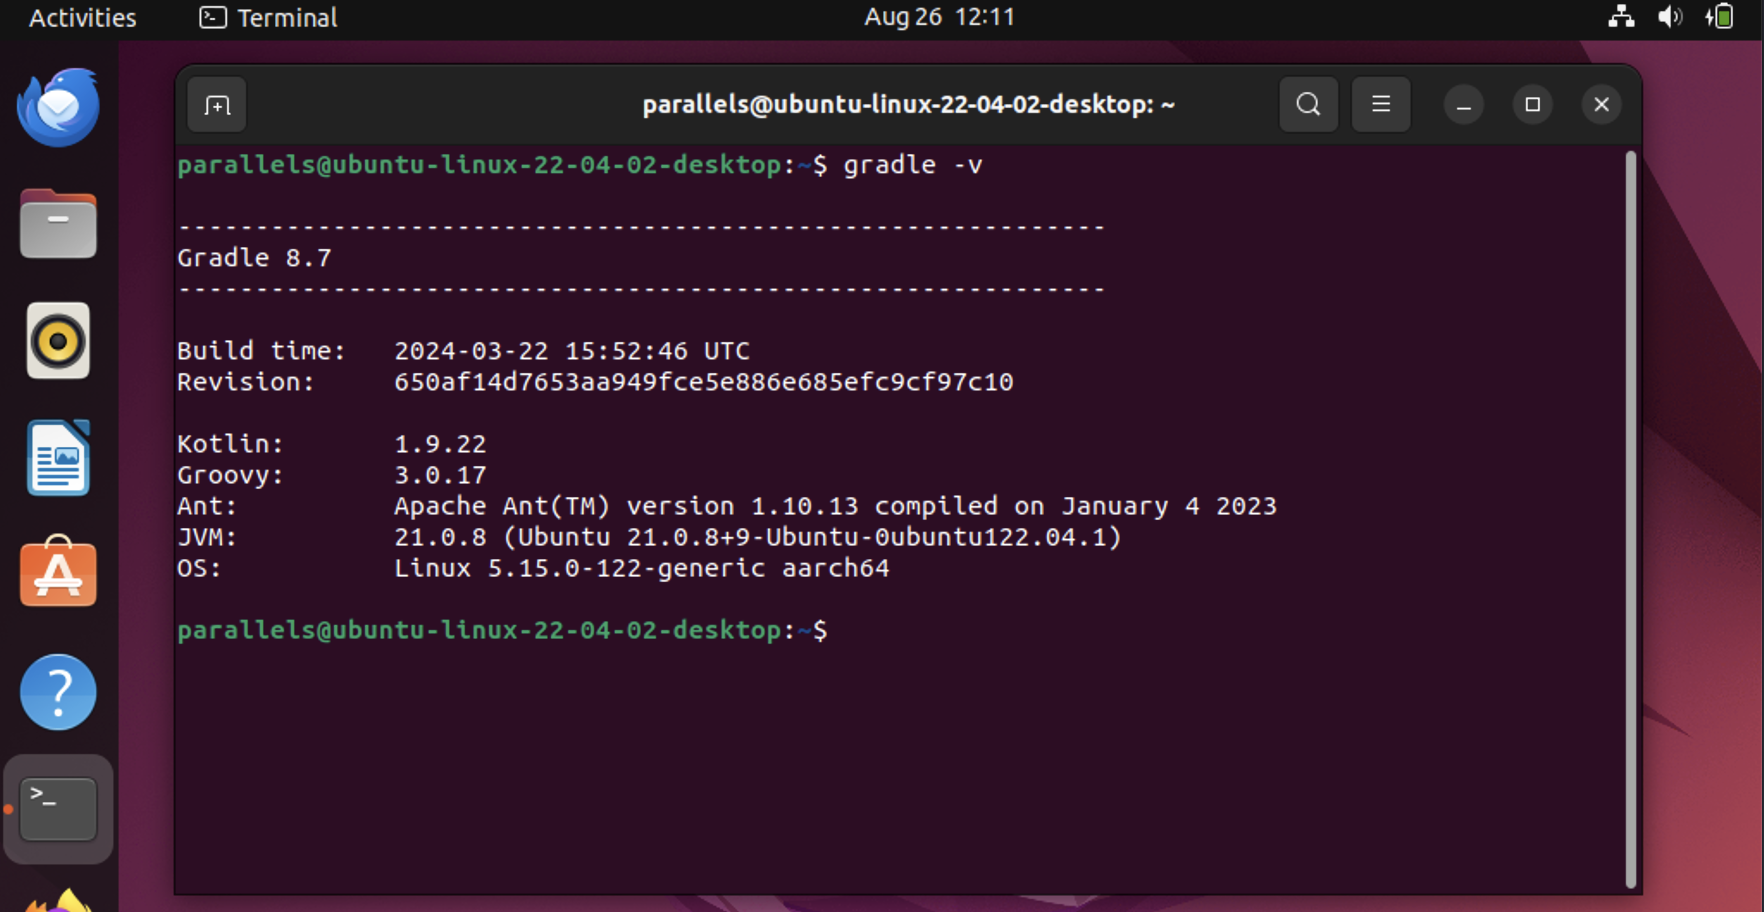 Activities Terminal Aug 26 12:11
parallels@ubuntu-linux-22-04-02-desktop: ~
parallels@ubuntu-linux-22-04-02-desktop:~$ gradle -v
------------------------------------------------------------
Gradle 8.7
------------------------------------------------------------
Build time: 2024-03-22 15:52:46 UTC
Revision: 650af14d7653aa949fce5e886e685efc9cf97c10
Kotlin: 1.9.22
Groovy: 3.0.17
Ant: Apache Ant(TM) version 1.10.13 compiled on January 4 2023
JVM: 21.0.8 (Ubuntu 21.0.8+9-Ubuntu-0ubuntu122.04.1)
OS: Linux 5.15.0-122-generic aarch64
parallels@ubuntu-linux-22-04-02-desktop:~$